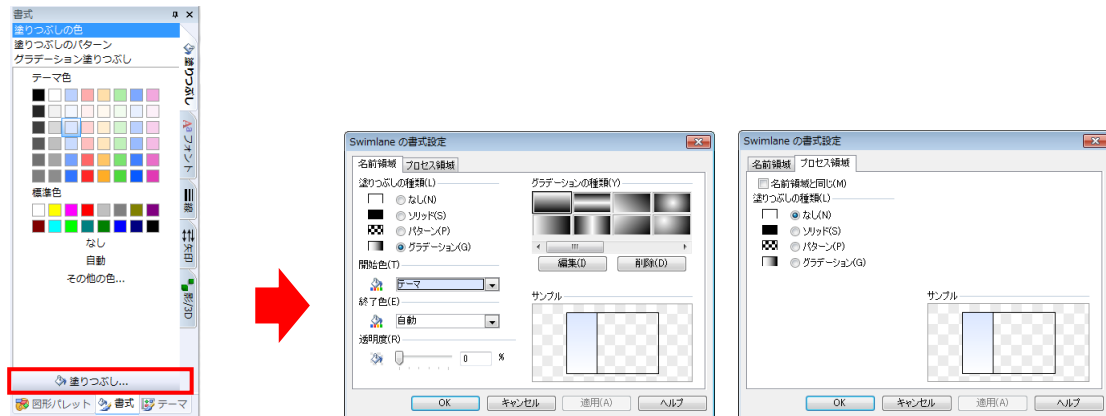 書式
塗りつぶしの色
塗りつぶしのパターン
グラデーション塗りつぶし
テーマ色
標準色
なし
自動
その他の色...
塗りつぶし...
塗りつぶし
フォント
線
矢印
影/3D
図形パレット 書式 テーマ
Swimlane の書式設定
名前領域 プロセス領域
塗りつぶしの種類(L)
なし(N)
ソリッド(S)
パターン(P)
グラデーション(G)
開始色(T)
テーマ
終了色(E)
自動
透明度(R)
0 %
グラデーションの種類(Y)
編集(I) 削除(D)
サンプル
OK キャンセル 適用(A) ヘルプ
Swimlane の書式設定
名前領域 プロセス領域
名前領域と同じ(M)
塗りつぶしの種類(L)
なし(N)
ソリッド(S)
パターン(P)
グラデーション(G)
サンプル
OK キャンセル 適用(A) ヘルプ